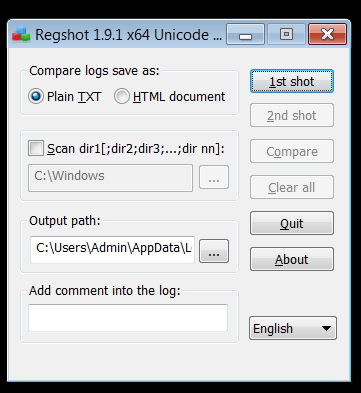 Regshot 1.9.1 x64 Unicode ...
Compare logs save as:
Plain TXT
HTML document
1st shot
2nd shot
Scan dir1[;dir2;dir3;...;dir nn]:
Compare
C:\Windows
...
Clear all
Output path:
Quit
C:\Users\Admin\AppData\L
...
About
Add comment into the log:
English